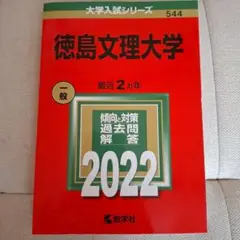 大学入試シリーズ
544
徳島文理大学
一般
最近2カ年
傾向と対策
過去問
解答
2022
教学社